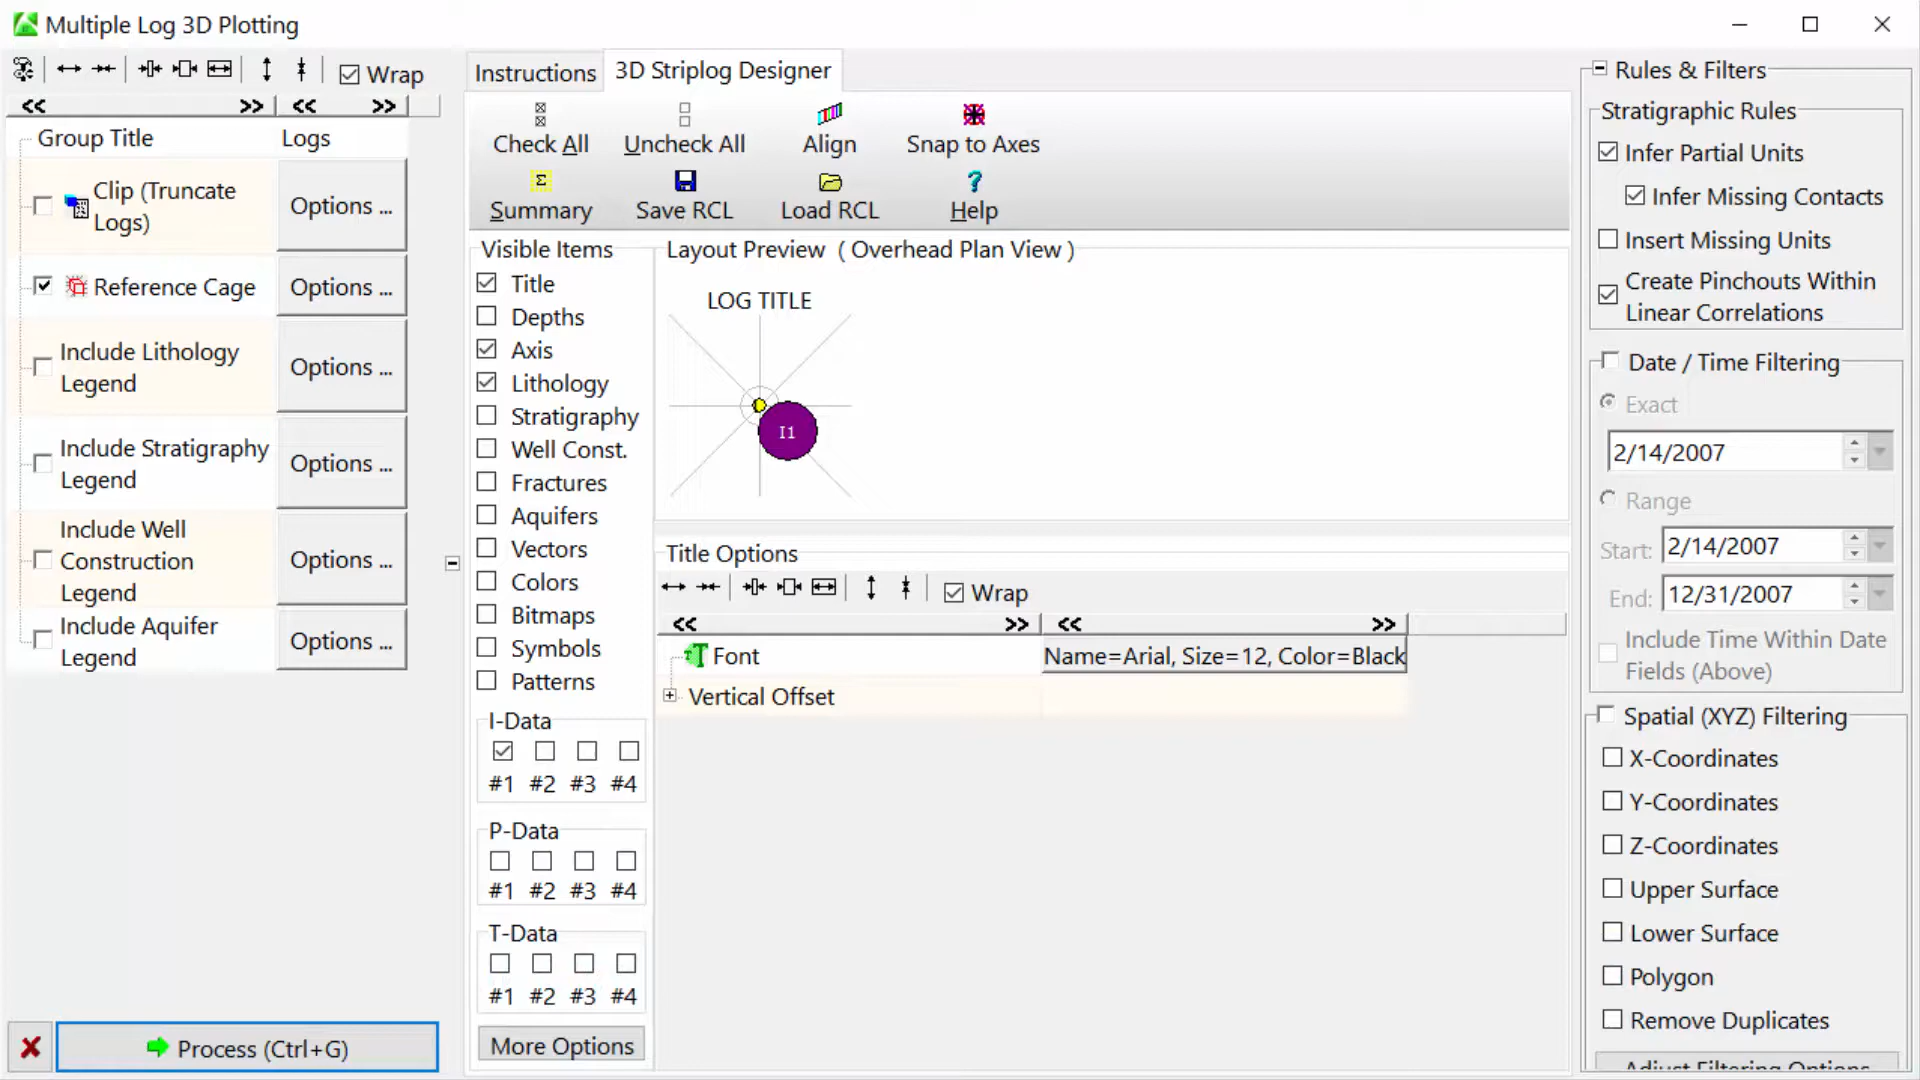 Multiple Log 3D Plotting
Wrap
<< >> << >>
Group Title Logs
Clip (Truncate
Logs)
Options ...
Reference Cage
Options ...
Include Lithology
Legend
Options ...
Include Stratigraphy
Legend
Options ...
Include Well
Construction
Legend
Options ...
Include Aquifer
Legend
Options ...
Process (Ctrl+G)
Instructions
3D Striplog Designer
Check All
Uncheck All
Align
Snap to Axes
Summary
Save RCL
Load RCL
Help
Visible Items
Title
Depths
Axis
Lithology
Stratigraphy
Well Const.
Fractures
Aquifers
Vectors
Colors
Bitmaps
Symbols
Patterns
I-Data
#1 #2 #3 #4
P-Data
#1 #2 #3 #4
T-Data
#1 #2 #3 #4
More Options
Layout Preview ( Overhead Plan View )
LOG TITLE
I1
Title Options
Wrap
<< >> << >>
Font
Name=Arial, Size=12, Color=Black
Vertical Offset
Rules & Filters
Stratigraphic Rules
Infer Partial Units
Infer Missing Contacts
Insert Missing Units
Create Pinchouts Within
Linear Correlations
Date / Time Filtering
Exact
2/14/2007
Range
Start: 2/14/2007
End: 12/31/2007
Include Time Within Date
Fields (Above)
Spatial (XYZ) Filtering
X-Coordinates
Y-Coordinates
Z-Coordinates
Upper Surface
Lower Surface
Polygon
Remove Duplicates
Adjust Filtering Options